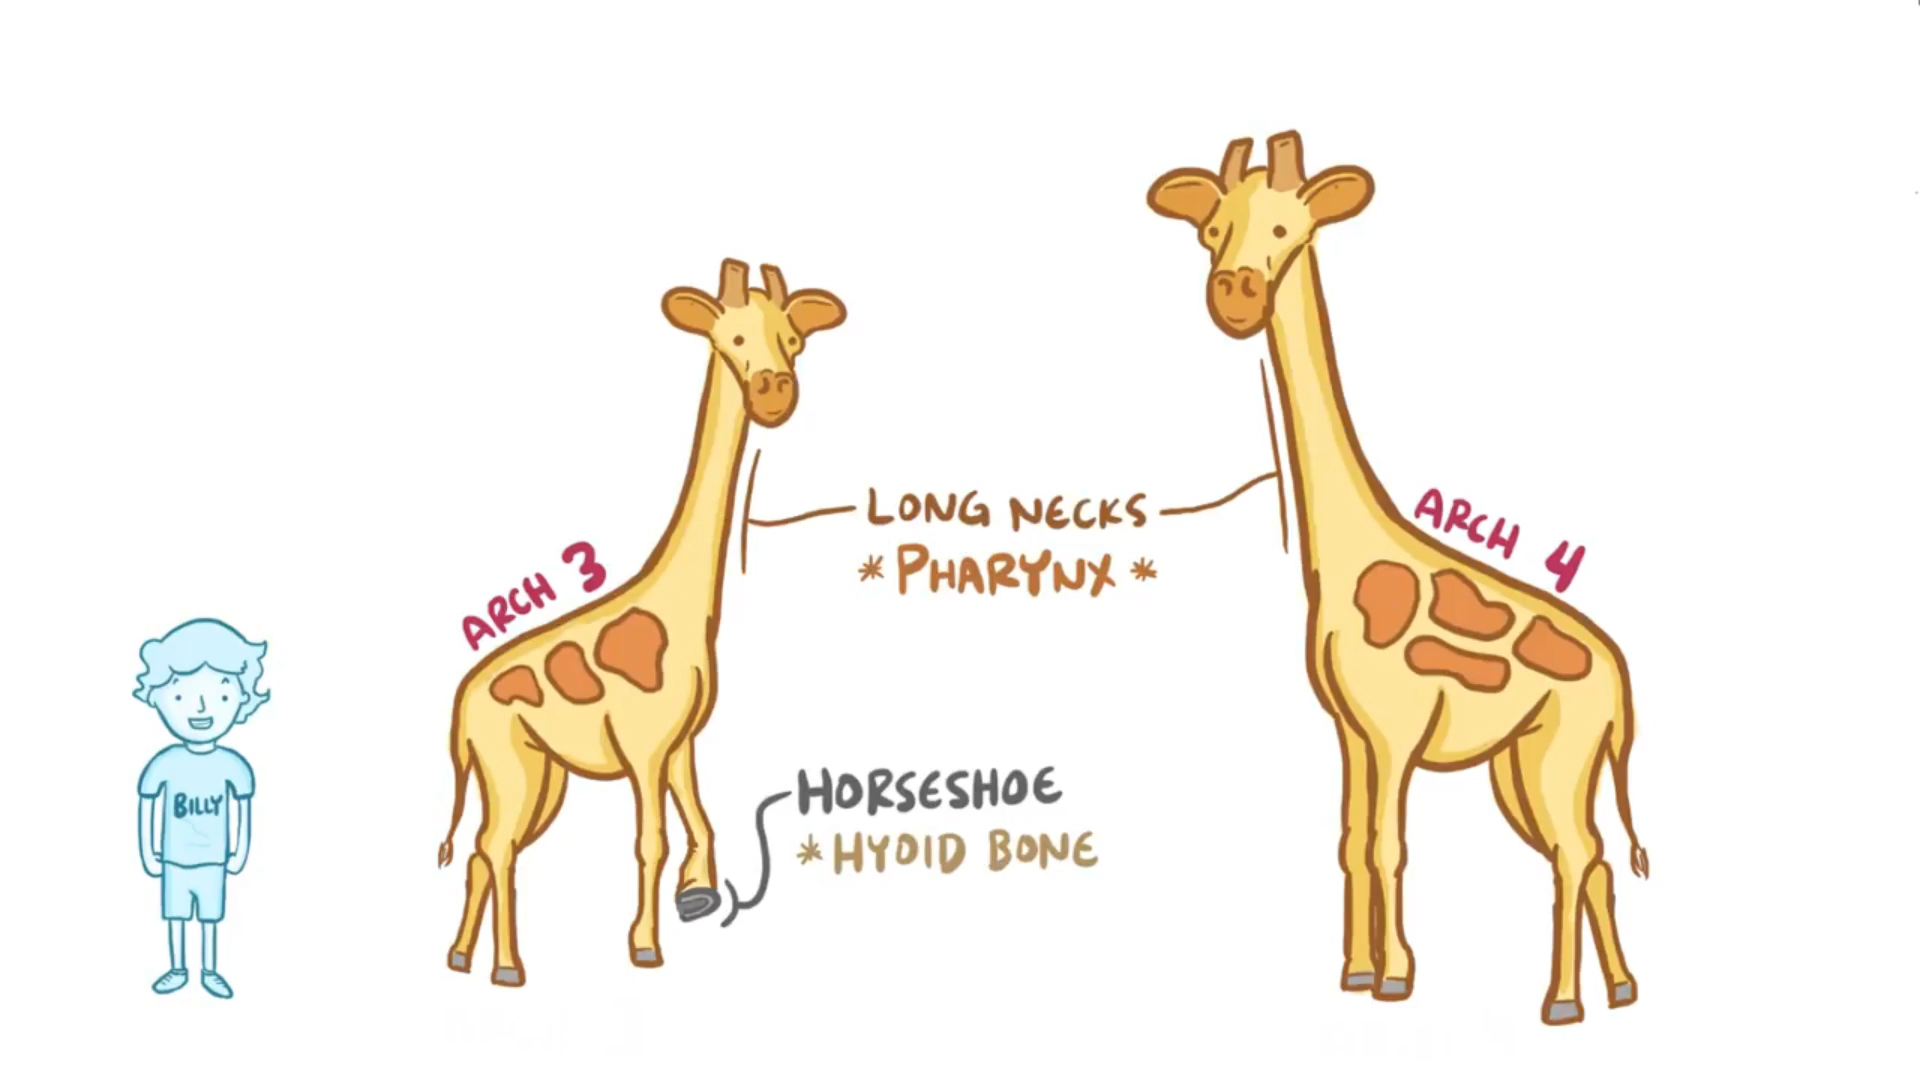 ARCH 3
ARCH 4
LONG NECKS
* PHARYNX *
BILLY
HORSESHOE
* HYOID BONE